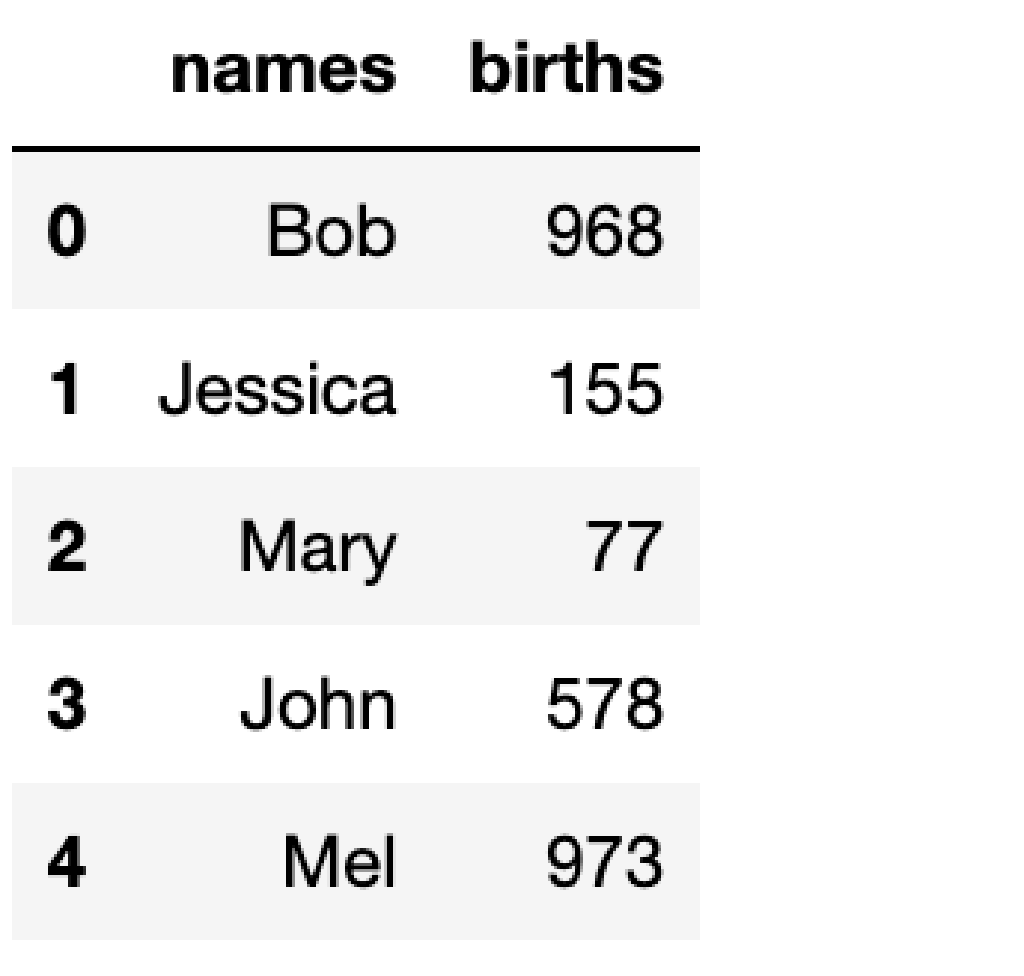 names births
0 Bob 968
1 Jessica 155
2 Mary 77
3 John 578
4 Mel 973